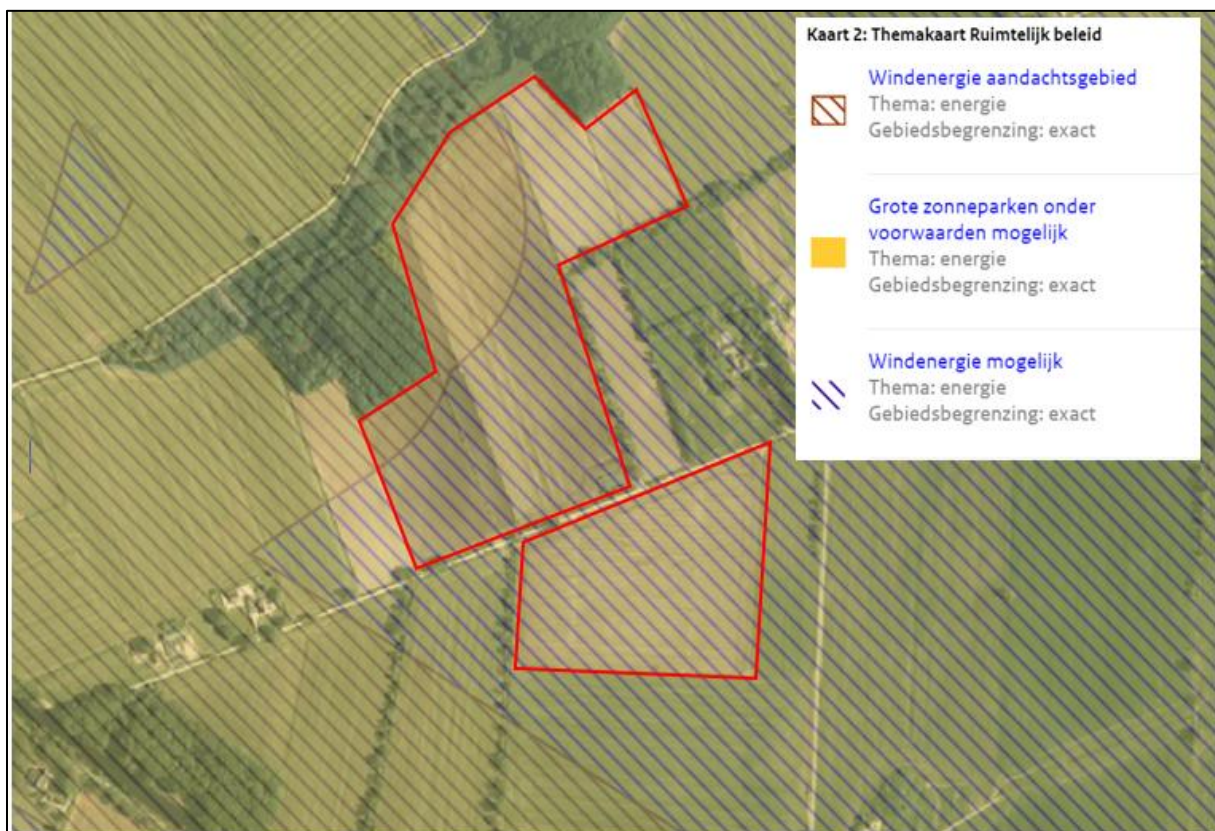 Kaart 2: Themakaart Ruimtelijk beleid
Windenergie aandachtsgebied
Thema: energie
Gebiedsbegrenzing: exact
Grote zonneparken onder
voorwaarden mogelijk
Thema: energie
Gebiedsbegrenzing: exact
Windenergie mogelijk
Thema: energie
Gebiedsbegrenzing: exact